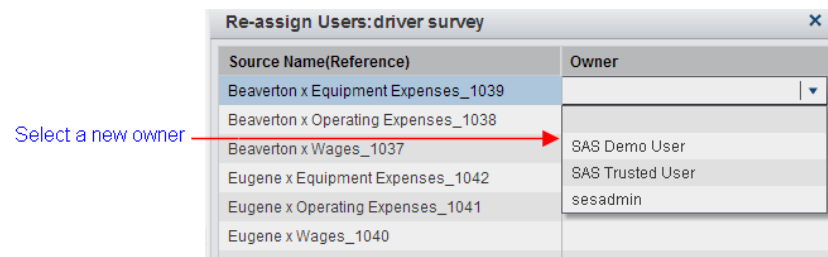 Re-assign Users:driver survey ×
Source Name(Reference) Owner
Beaverton x Equipment Expenses_1039
Beaverton x Operating Expenses_1038
Select a new owner
Beaverton x Wages_1037 SAS Demo User
Eugene x Equipment Expenses_1042 SAS Trusted User
Eugene x Operating Expenses_1041 sesadmin
Eugene x Wages_1040